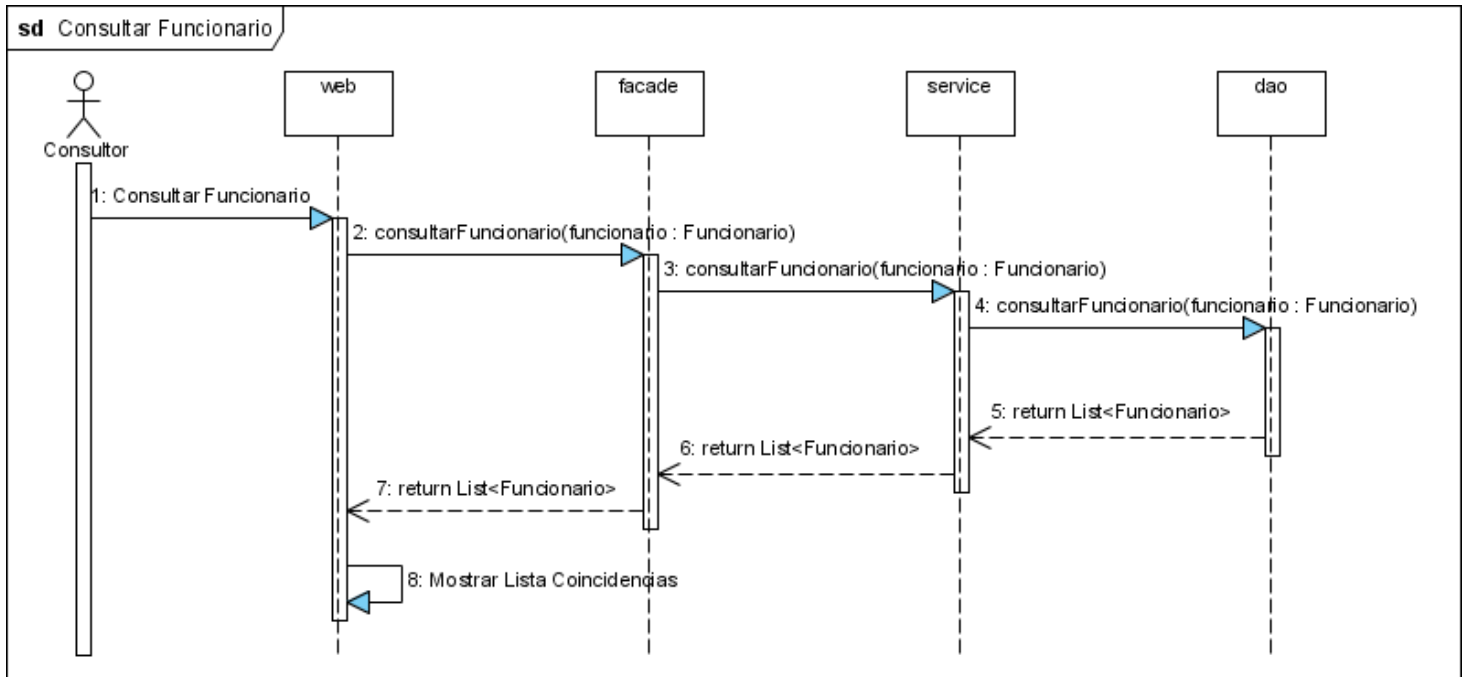 sd Consultar Funcionario
web
facade
service
dao
Consultor
1: Consultar Funcionario
2: consultarFuncionario(funcionario : Funcionario)
3: consultarFuncionario(funcionario : Funcionario)
4: consultarFuncionario(funcionario : Funcionario)
5: return List<Funcionario>
6: return List<Funcionario>
7: return List<Funcionario>
8: Mostrar Lista Coincidencias